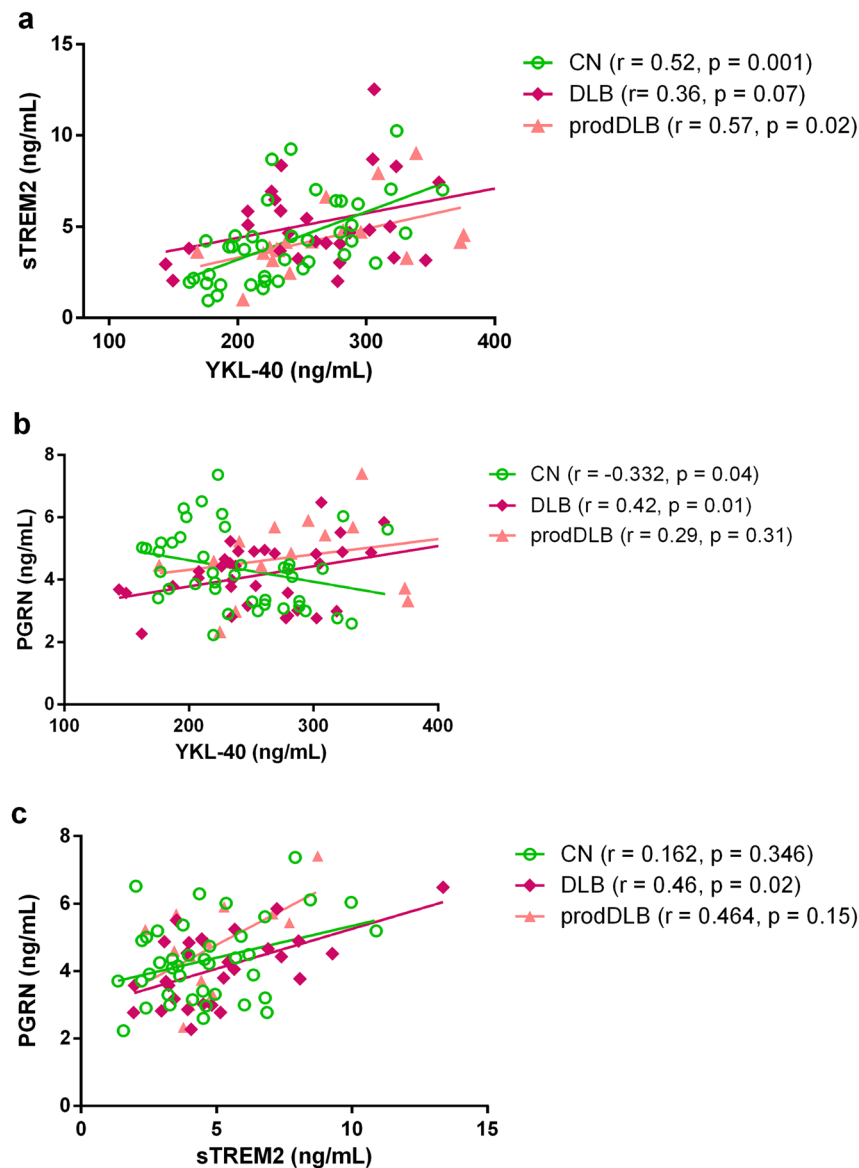 a
15
10
5
0
sTREM2 (ng/mL)
100 200 300 400
YKL-40 (ng/mL)
CN (r = 0.52, p = 0.001)
DLB (r= 0.36, p = 0.07)
prodDLB (r = 0.57, p = 0.02)
b
8
6
4
2
0
PGRN (ng/mL)
100 200 300 400
YKL-40 (ng/mL)
CN (r = -0.332, p = 0.04)
DLB (r = 0.42, p = 0.01)
prodDLB (r = 0.29, p = 0.31)
c
8
6
4
2
0
PGRN (ng/mL)
0 5 10 15
sTREM2 (ng/mL)
CN (r = 0.162, p = 0.346)
DLB (r = 0.46, p = 0.02)
prodDLB (r = 0.464, p = 0.15)